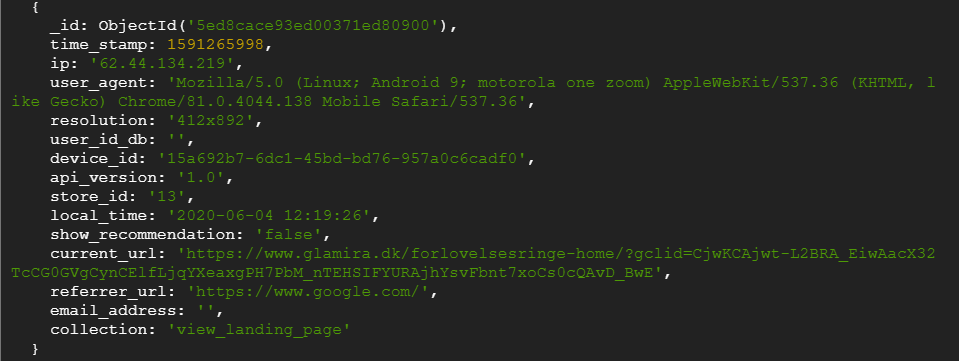 {
_id: ObjectId('5ed8cace93ed00371ed80900'),
time_stamp: 1591265998,
ip: '62.44.134.219',
user_agent: 'Mozilla/5.0 (Linux; Android 9; motorola one zoom) AppleWebKit/537.36 (KHTML, l
ike Gecko) Chrome/81.0.4044.138 Mobile Safari/537.36',
resolution: '412x892',
user_id_db: '',
device_id: '15a692b7-6dc1-45bd-bd76-957a0c6cadf0',
api_version: '1.0',
store_id: '13',
local_time: '2020-06-04 12:19:26',
show_recommendation: 'false',
current_url: 'https://www.glamira.dk/forlovelsesringe-home/?gclid=CjwKCAjwt-L2BRA_EiwAacX32
TcCG0GVgCynCElfLjqYXeaxgPH7PbM_nTEHSIFYURAjhYsvFbnt7xoCs0cQAvD_BwE',
referrer_url: 'https://www.google.com/',
email_address: '',
collection: 'view_landing_page'
}